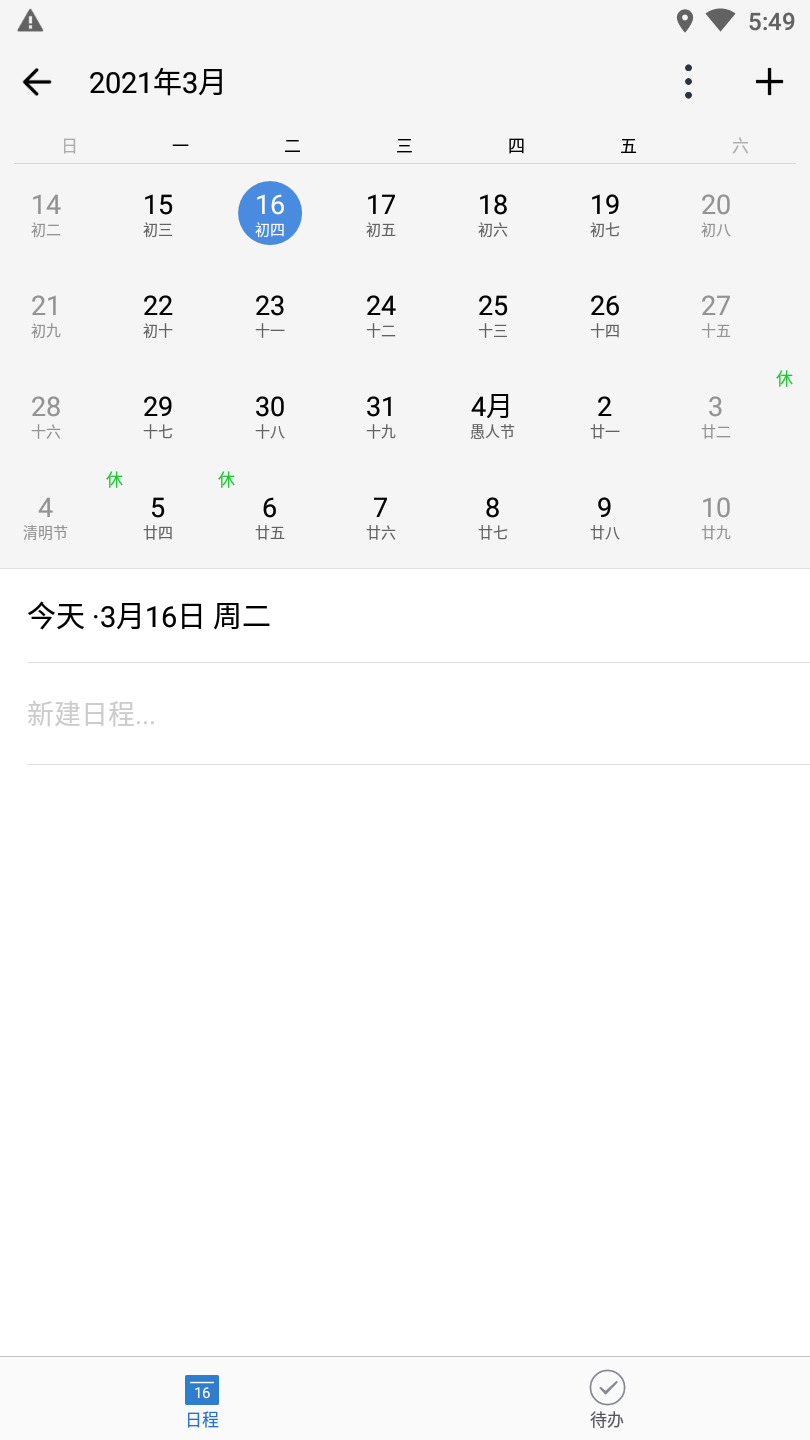 5:49
2021年3月
日 一 二 三 四 五 六
14 15 16 17 18 19 20
初二 初三 初四 初五 初六 初七 初八
21 22 23 24 25 26 27
初九 初十 十一 十二 十三 十四 十五
休
28 29 30 31 4月 2 3
十六 十七 十八 十九 愚人节 廿一 廿二
休 休
4 5 6 7 8 9 10
清明节 廿四 廿五 廿六 廿七 廿八 廿九
今天 ·3月16日 周二
新建日程...
16
日程 待办